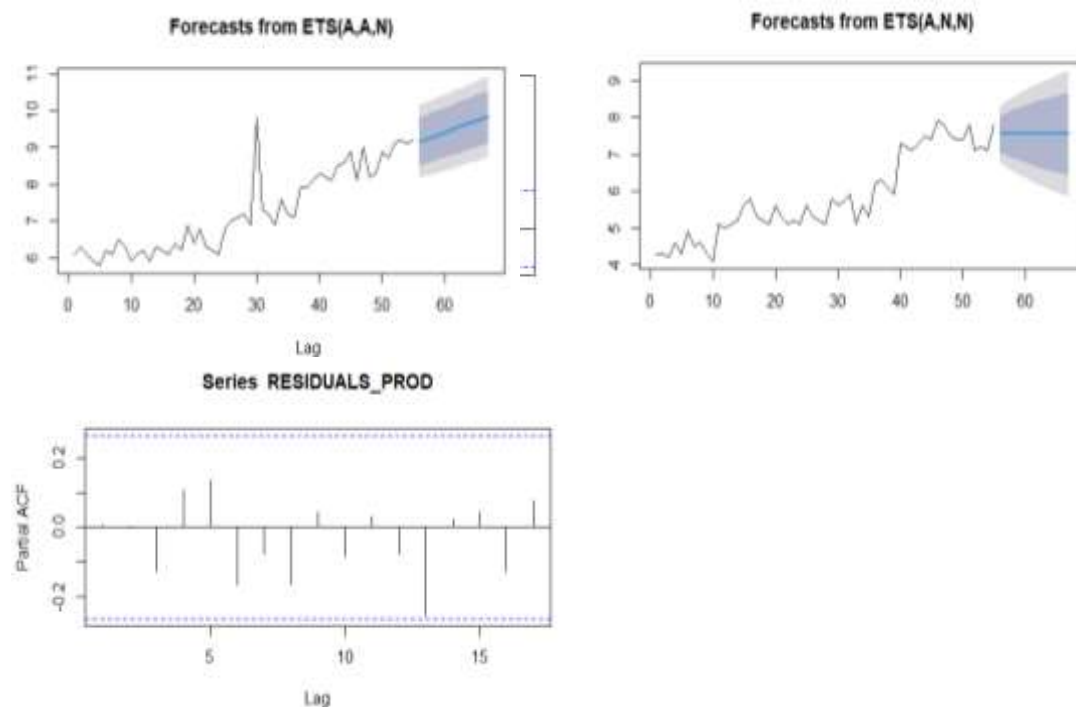 Forecasts from ETS(A,A,N)
11
10
9
8
7
6
0 10 20 30 40 50 60
Lag
Forecasts from ETS(A,N,N)
9
8
7
6
5
4
0 10 20 30 40 50 60
Series RESIDUALS_PROD
Partial ACF
0.2
0.0
-0.2
5 10 15
Lag